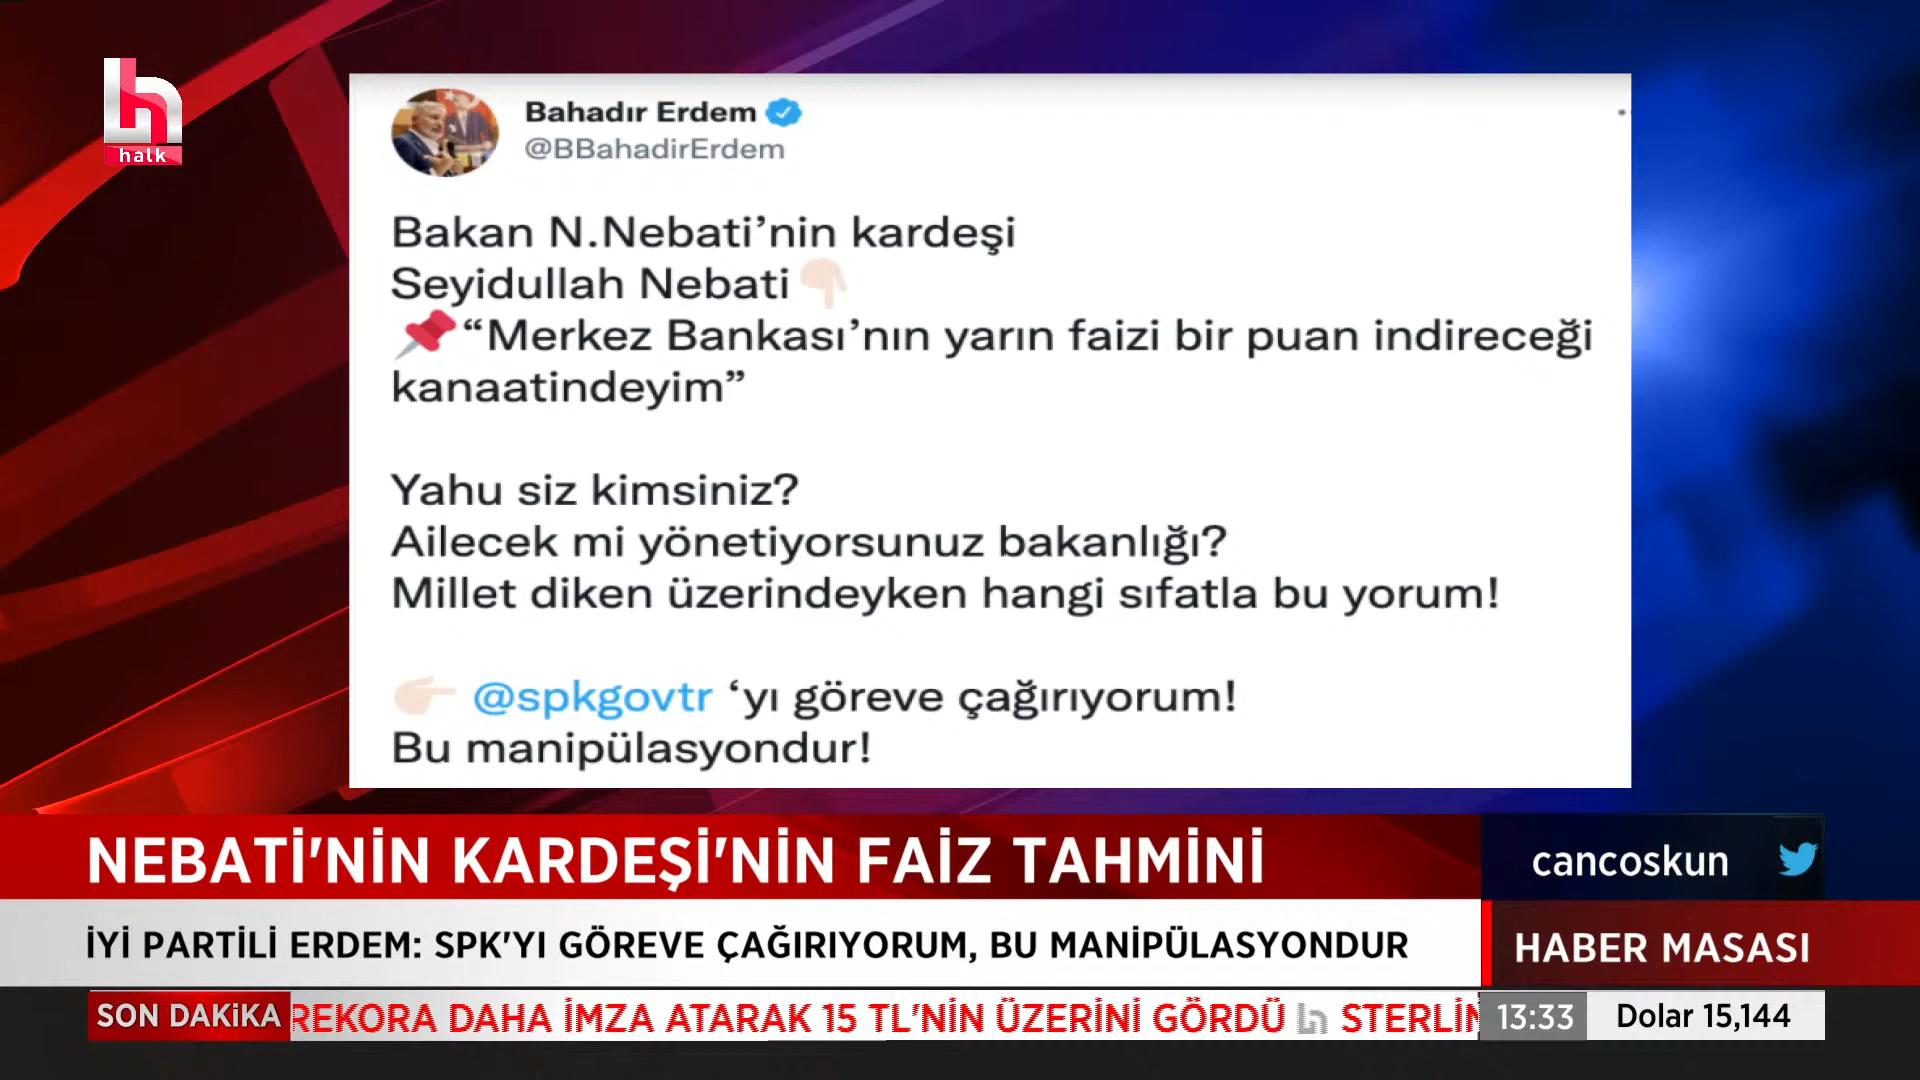 halk
Bahadır Erdem
@BBahadirErdem
Bakan N.Nebati’nin kardeşi
Seyidullah Nebati
“Merkez Bankası’nın yarın faizi bir puan indireceği
kanaatindeyim”
Yahu siz kimsiniz?
Ailecek mi yönetiyorsunuz bakanlığı?
Millet diken üzerindeyken hangi sıfatla bu yorum!
@spkgovtr ‘yı göreve çağırıyorum!
Bu manipülasyondur!
NEBATİ'NİN KARDEŞİ'NİN FAİZ TAHMİNİ
cancoskun
İYİ PARTİLİ ERDEM: SPK'YI GÖREVE ÇAĞIRIYORUM, BU MANİPÜLASYONDUR
HABER MASASI
SON DAKİKA REKORA DAHA İMZA ATARAK 15 TL'NİN ÜZERİNİ GÖRDÜ STERLİN 13:33 Dolar 15,144